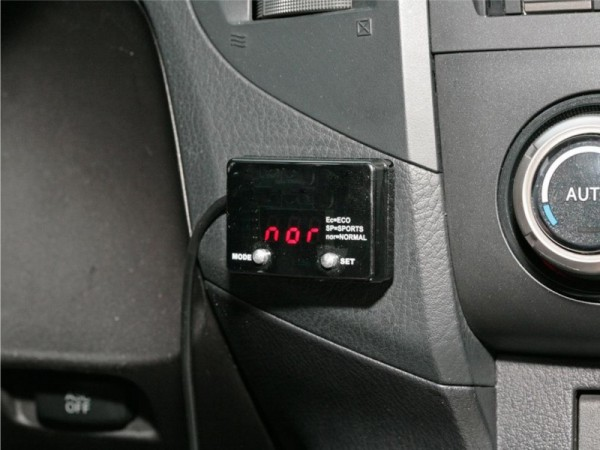 Ec=ECO
SP=SPORTS
nor=NORMAL
nor
MODE
SET
AUT
OFF